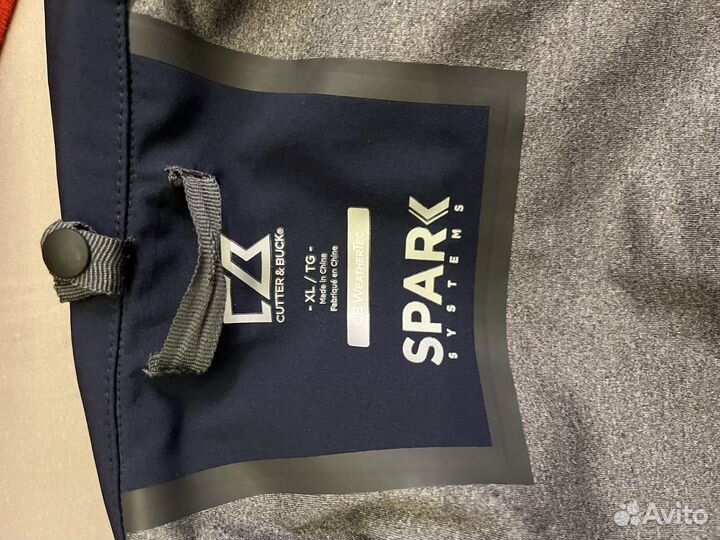 CUTTER & BUCK®
- XL / TG -
Made in China
Fabriqué en Chine
CB WEATHERTEC
SPARK
SYSTEMS
Avito